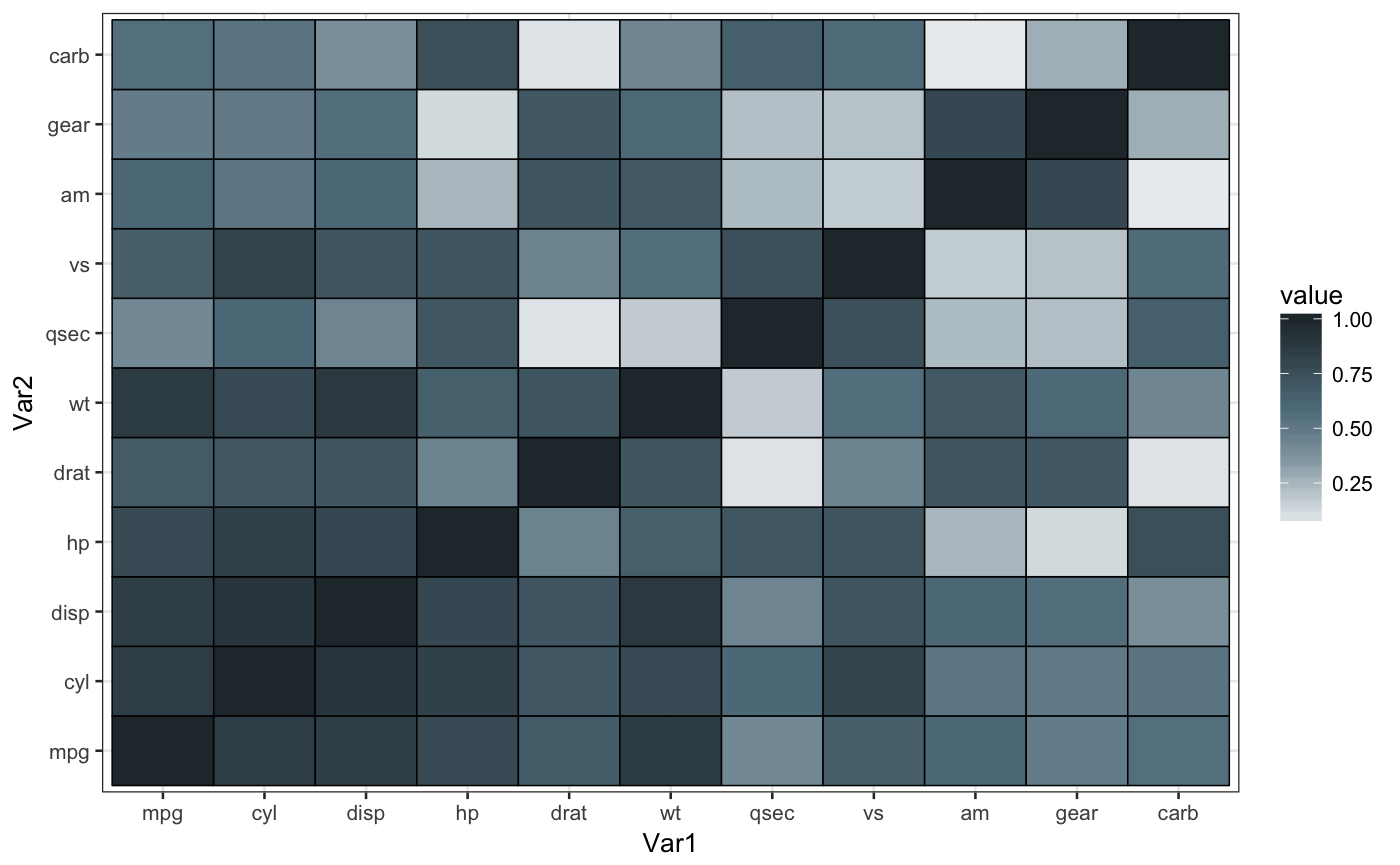 carb
gear
am
vs
qsec
wt
drat
hp
disp
cyl
mpg
Var2
mpg cyl disp hp drat wt qsec vs am gear carb
Var1
value
1.00
0.75
0.50
0.25